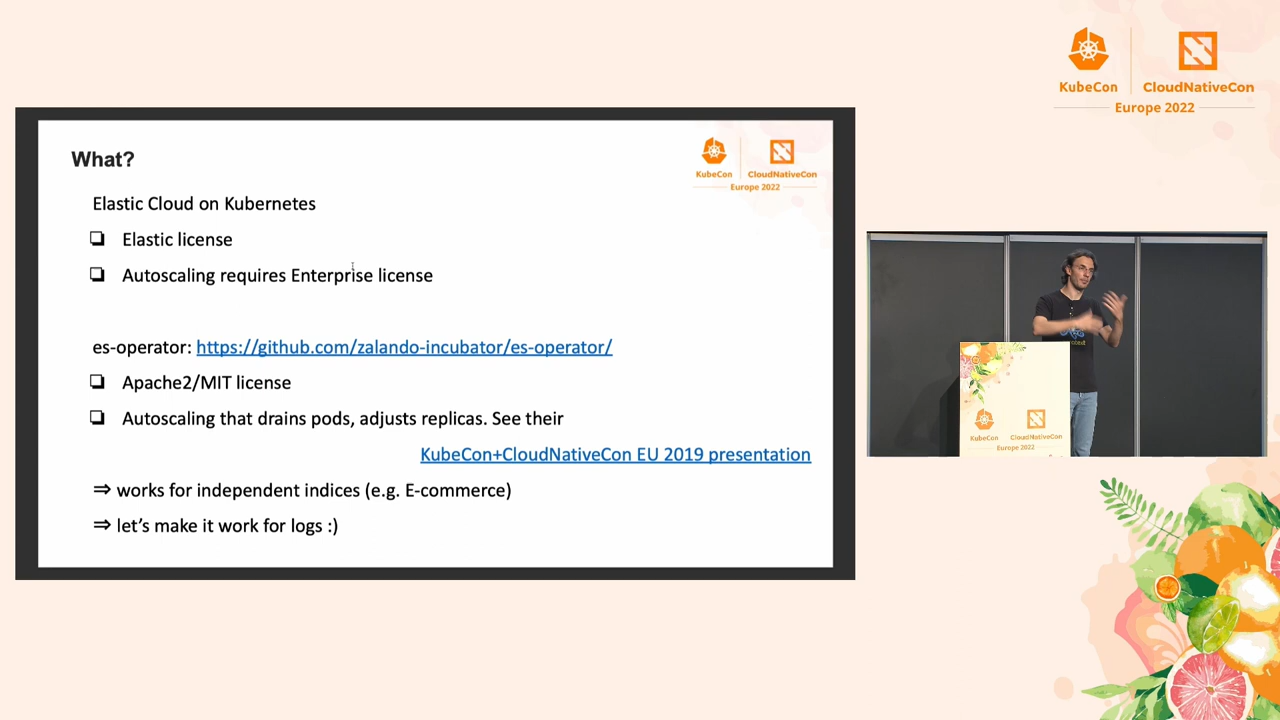 KubeCon
CloudNativeCon
Europe 2022
What?
KubeCon
CloudNativeCon
Europe 2022
Elastic Cloud on Kubernetes
❑ Elastic license
❑ Autoscaling requires Enterprise license
es-operator: https://github.com/zalando-incubator/es-operator/
❑ Apache2/MIT license
❑ Autoscaling that drains pods, adjusts replicas. See their
KubeCon+CloudNativeCon EU 2019 presentation
⇒ works for independent indices (e.g. E-commerce)
⇒ let's make it work for logs :)
KubeCon
CloudNativeCon
Europe 2022